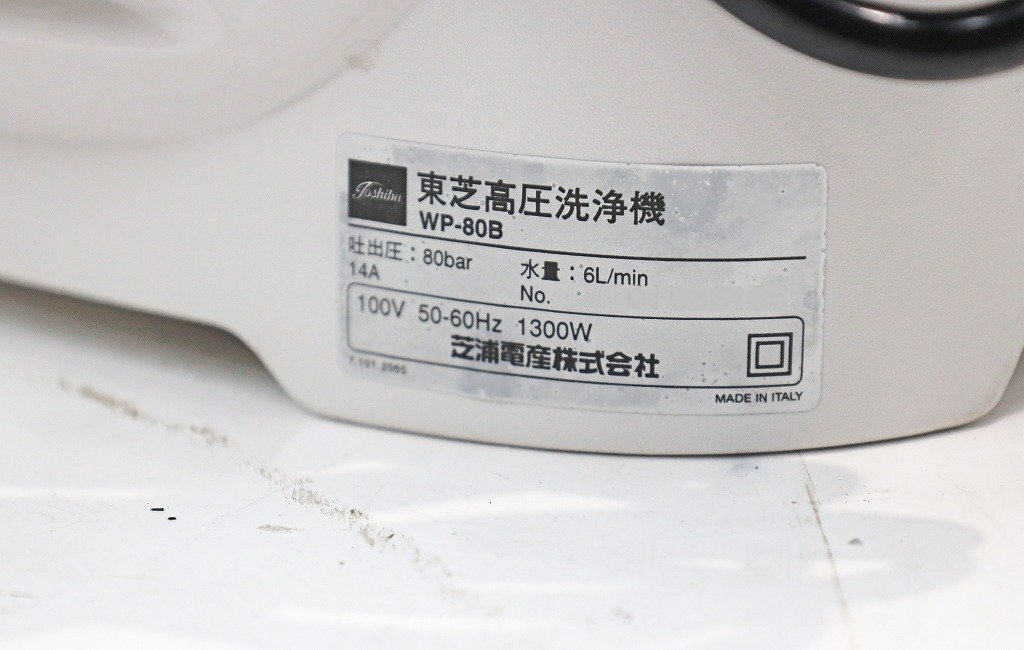 Toshiba
東芝高圧洗浄機
WP-80B
吐出圧：80bar 水量：6L/min
14A No.
100V 50-60Hz 1300W
芝浦電産株式会社
7.101 2065
MADE IN ITALY